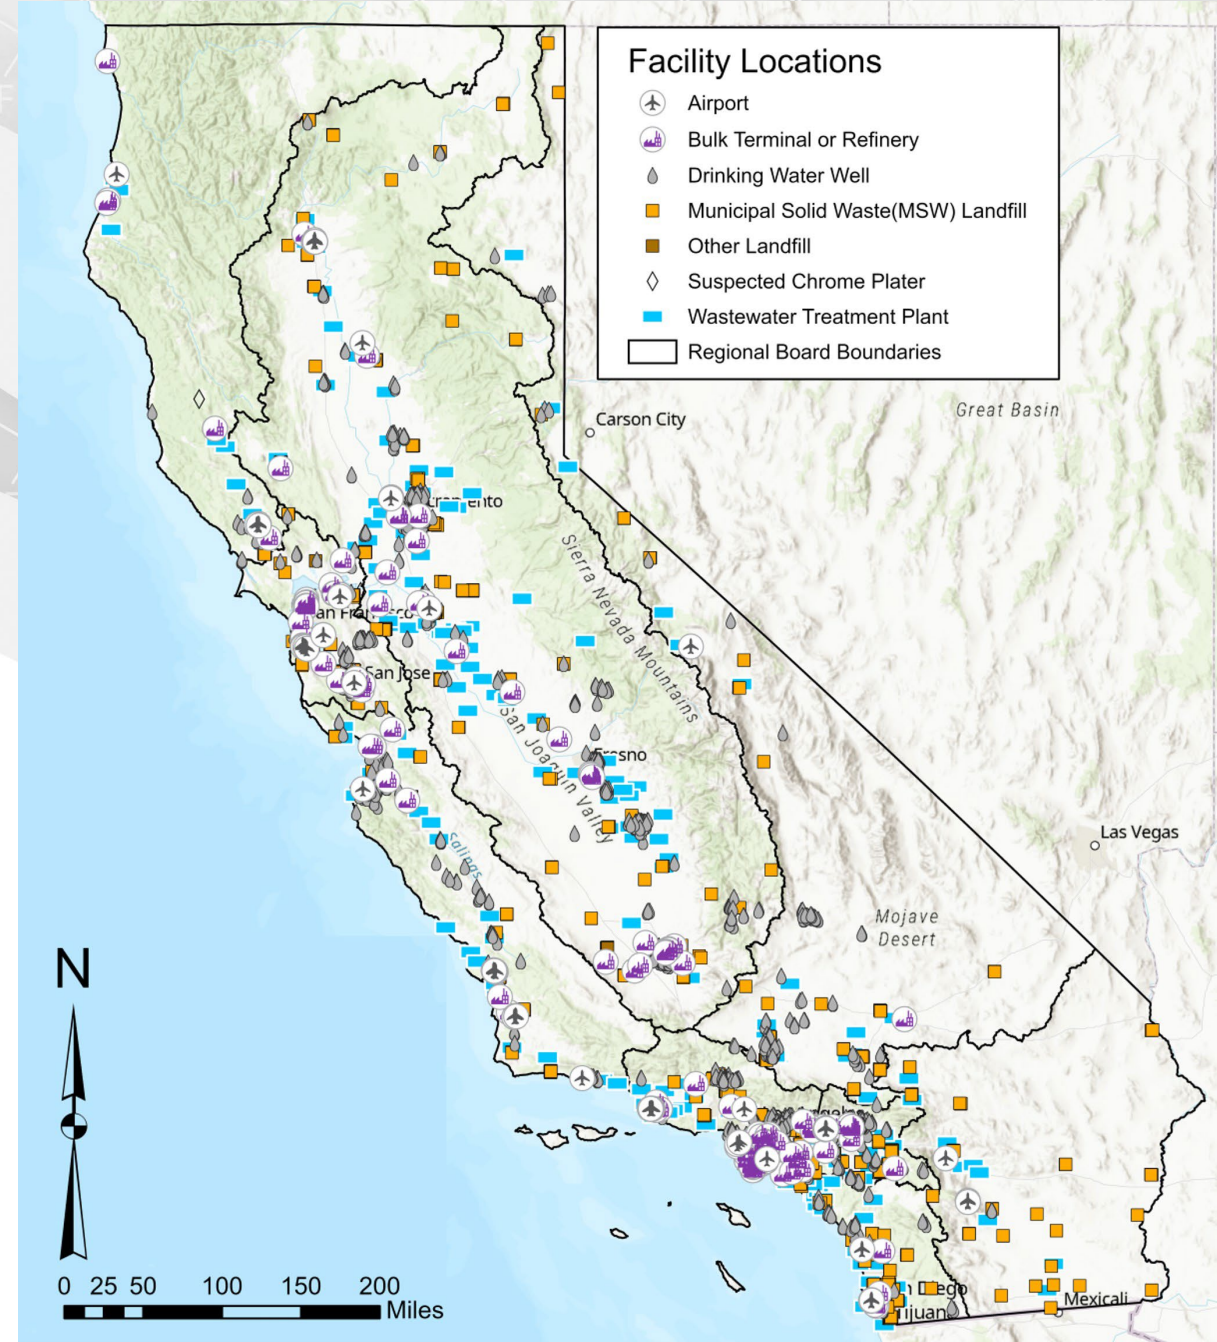 Facility Locations
Airport
Bulk Terminal or Refinery
Drinking Water Well
Municipal Solid Waste(MSW) Landfill
Other Landfill
Suspected Chrome Plater
Wastewater Treatment Plant
Regional Board Boundaries
Great Basin
Carson City
Sierra Nevada Mountains
San Jose
San Joaquin Valley
Fresno
Las Vegas
Salinas
Mojave
Desert
N
0 25 50 100 150 200
Miles
Mexicali